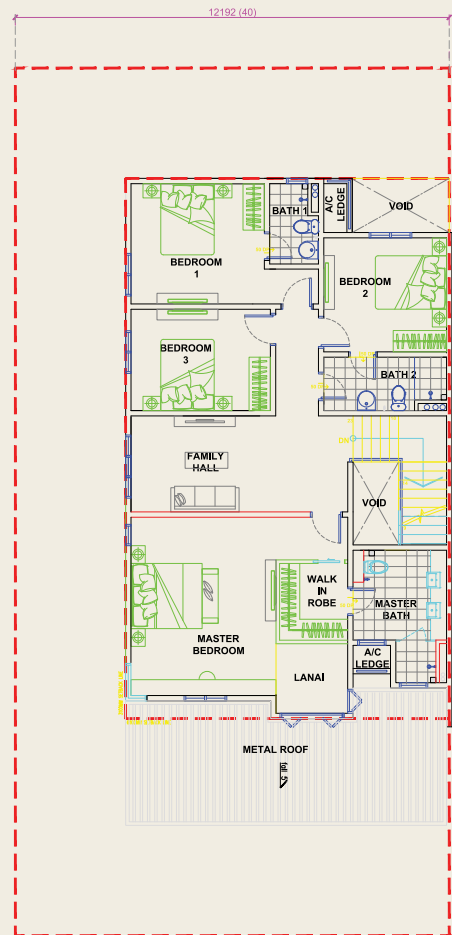 12192 (40)
BATH 1
A/C
LEDGE
VOID
BEDROOM
1
BEDROOM
2
BEDROOM
3
BATH 2
FAMILY
HALL
VOID
WALK
IN
ROBE
MASTER
BATH
MASTER
BEDROOM
A/C
LEDGE
LANAI
METAL ROOF